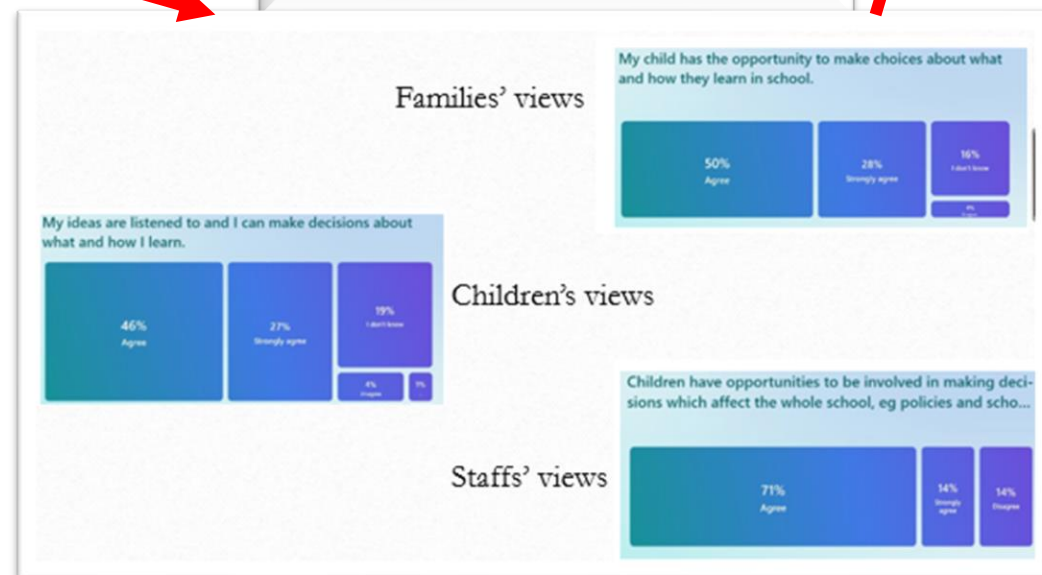 Families' views
My child has the opportunity to make choices about what
and how they learn in school.
50%
Agree
28%
Strongly agree
16%
I don't know
My ideas are listened to and I can make decisions about
what and how I learn.
46%
Agree
27%
Strongly agree
19%
I don't know
4%
Disagree
Children's views
Children have opportunities to be involved in making deci-
sions which affect the whole school, eg policies and scho...
Staffs' views
71%
Agree
14%
Strongly
agree
14%
Disagree